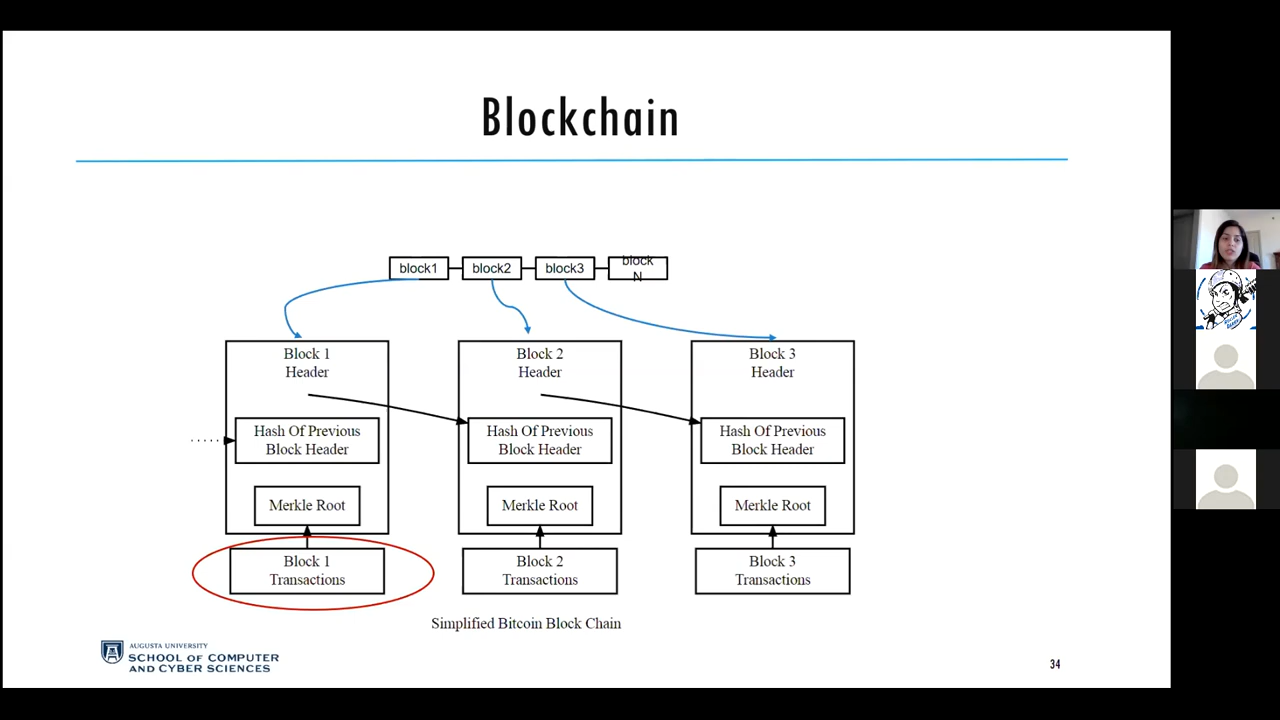 Blockchain
block1
block2
block3
block
N
Block 1
Header
Block 2
Header
Block 3
Header
Hash Of Previous
Block Header
Hash Of Previous
Block Header
Hash Of Previous
Block Header
Merkle Root
Merkle Root
Merkle Root
Block 1
Transactions
Block 2
Transactions
Block 3
Transactions
Simplified Bitcoin Block Chain
AUGUSTA UNIVERSITY
SCHOOL OF COMPUTER
AND CYBER SCIENCES
34